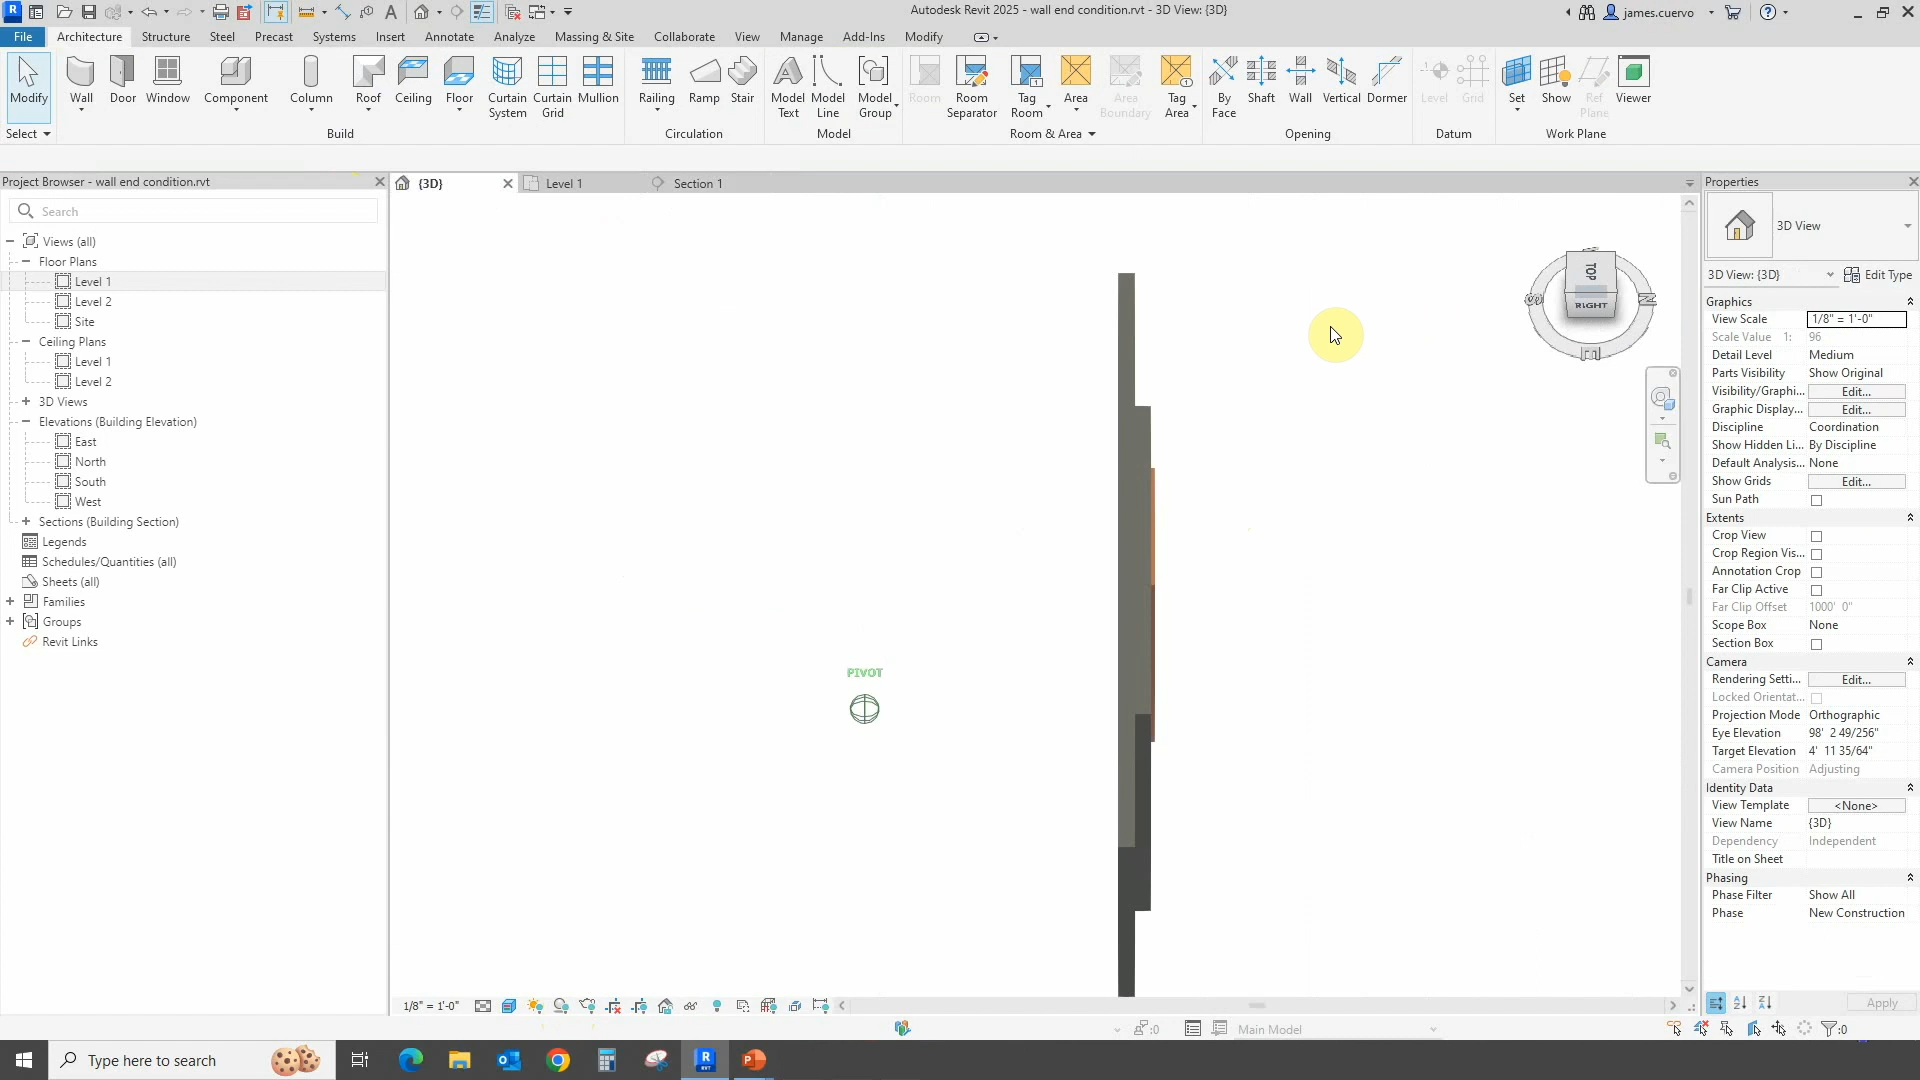 Autodesk Revit 2025 - wall end condition.rvt - 3D View: {3D}
james.cuervo
File Architecture Structure Steel Precast Systems Insert Annotate Analyze Massing & Site Collaborate View Manage Add-Ins Modify
Modify Wall Door Window Component Column Roof Ceiling Floor Curtain System Curtain Grid Mullion Railing Ramp Stair Model Text Model Line Model Group Room Room Separator Tag Room Area Area Boundary Tag Area By Face Shaft Wall Vertical Dormer Level Grid Set Show Ref Plane Viewer
Select Build Circulation Model Room & Area Opening Datum Work Plane
Project Browser - wall end condition.rvt
Search
Views (all)
Floor Plans
Level 1
Level 2
Site
Ceiling Plans
Level 1
Level 2
3D Views
Elevations (Building Elevation)
East
North
South
West
Sections (Building Section)
Legends
Schedules/Quantities (all)
Sheets (all)
Families
Groups
Revit Links
{3D} Level 1 Section 1
TOP
RIGHT
PIVOT
Properties
3D View
3D View: {3D} Edit Type
Graphics
View Scale 1/8" = 1'-0"
Scale Value 1: 96
Detail Level Medium
Parts Visibility Show Original
Visibility/Graphi... Edit...
Graphic Display... Edit...
Discipline Coordination
Show Hidden Li... By Discipline
Default Analysis... None
Show Grids Edit...
Sun Path
Extents
Crop View
Crop Region Vis...
Annotation Crop
Far Clip Active
Far Clip Offset 1000' 0"
Scope Box None
Section Box
Camera
Rendering Setti... Edit...
Locked Orientat...
Projection Mode Orthographic
Eye Elevation 98' 2 49/256"
Target Elevation 4' 11 35/64"
Camera Position Adjusting
Identity Data
View Template <None>
View Name {3D}
Dependency Independent
Title on Sheet
Phasing
Phase Filter Show All
Phase New Construction
Apply
1/8" = 1'-0"
:0 Main Model :0
Type here to search